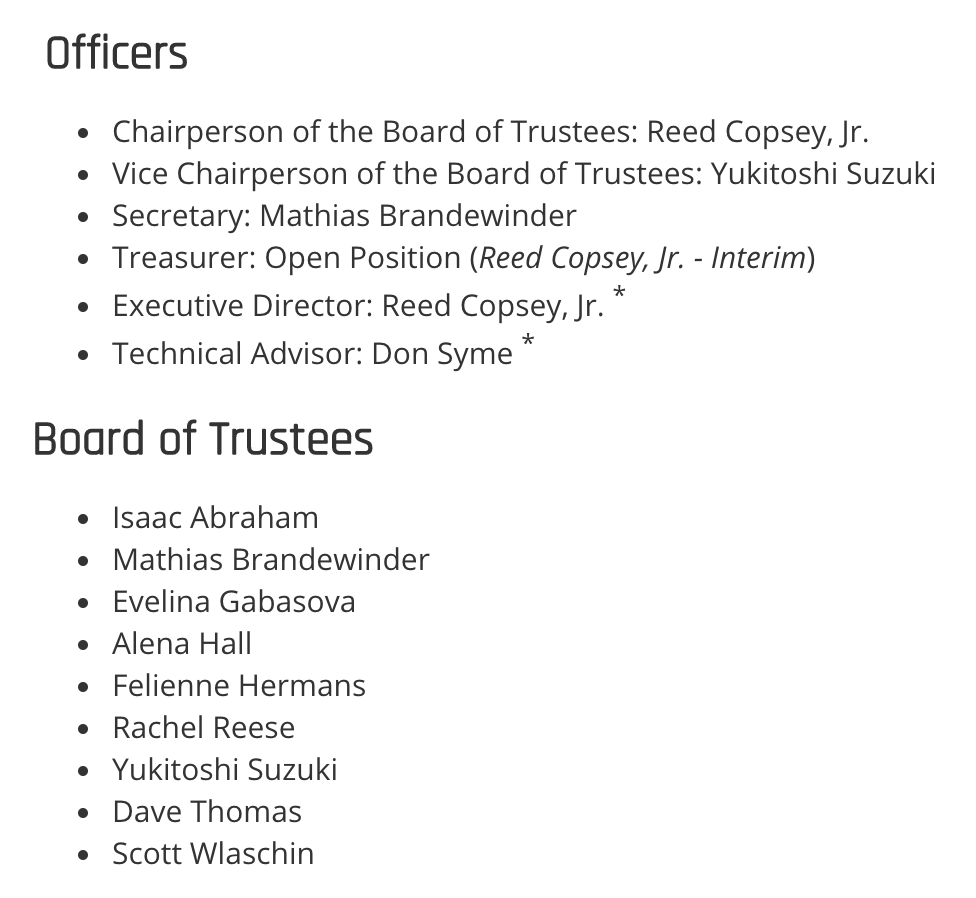 Officers
• Chairperson of the Board of Trustees: Reed Copsey, Jr.
• Vice Chairperson of the Board of Trustees: Yukitoshi Suzuki
• Secretary: Mathias Brandewinder
• Treasurer: Open Position (Reed Copsey, Jr. - Interim)
• Executive Director: Reed Copsey, Jr. *
• Technical Advisor: Don Syme *
Board of Trustees
• Isaac Abraham
• Mathias Brandewinder
• Evelina Gabasova
• Alena Hall
• Felienne Hermans
• Rachel Reese
• Yukitoshi Suzuki
• Dave Thomas
• Scott Wlaschin